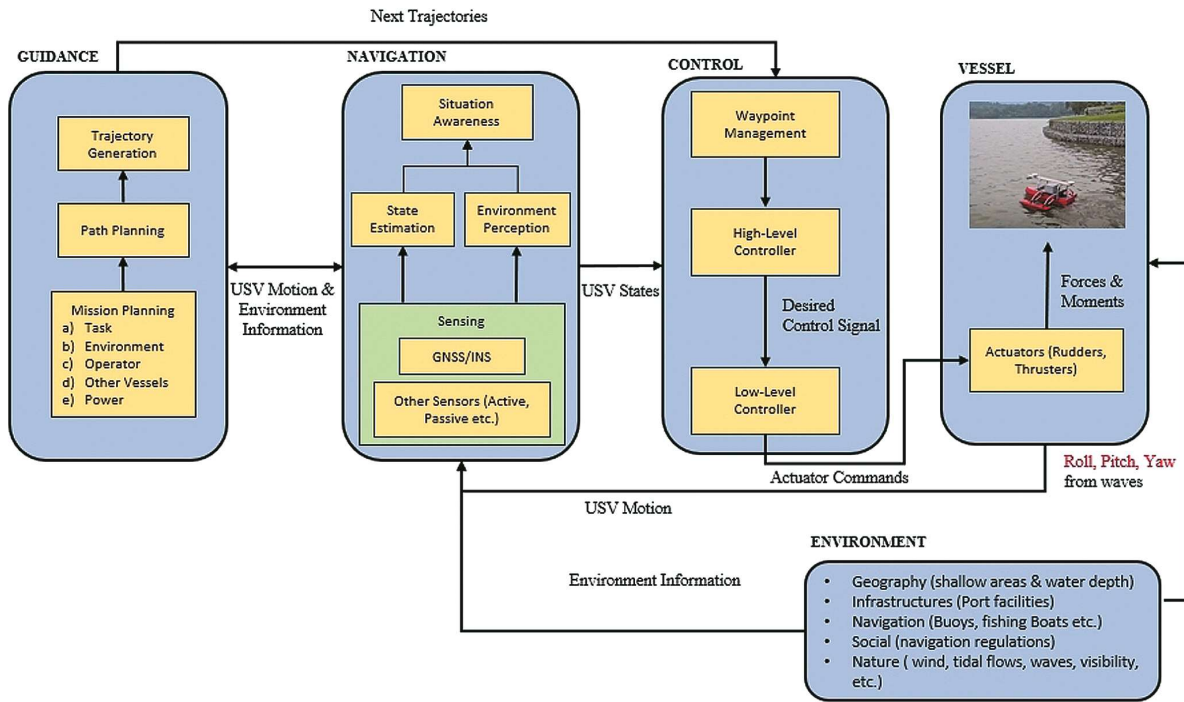 Next Trajectories
GUIDANCE
Trajectory
Generation
Path Planning
Mission Planning
a) Task
b) Environment
c) Operator
d) Other Vessels
e) Power
USV Motion &
Environment
Information
NAVIGATION
Situation
Awareness
State
Estimation
Environment
Perception
Sensing
GNSS/INS
Other Sensors (Active,
Passive etc.)
USV States
CONTROL
Waypoint
Management
High-Level
Controller
Desired
Control Signal
Low-Level
Controller
Actuator Commands
VESSEL
Forces &
Moments
Actuators (Rudders,
Thrusters)
Roll, Pitch, Yaw
from waves
USV Motion
Environment Information
ENVIRONMENT
• Geography (shallow areas & water depth)
• Infrastructures (Port facilities)
• Navigation (Buoys, fishing Boats etc.)
• Social (navigation regulations)
• Nature ( wind, tidal flows, waves, visibility,
etc.)